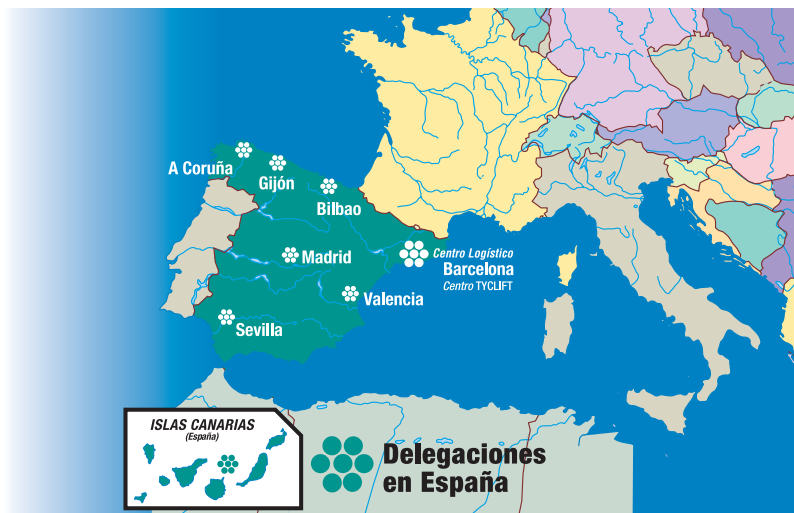 A Coruña
Gijón
Bilbao
Madrid
Centro Logístico
Barcelona
Centro TYCLIFT
Valencia
Sevilla
ISLAS CANARIAS
(España)
Delegaciones
en España